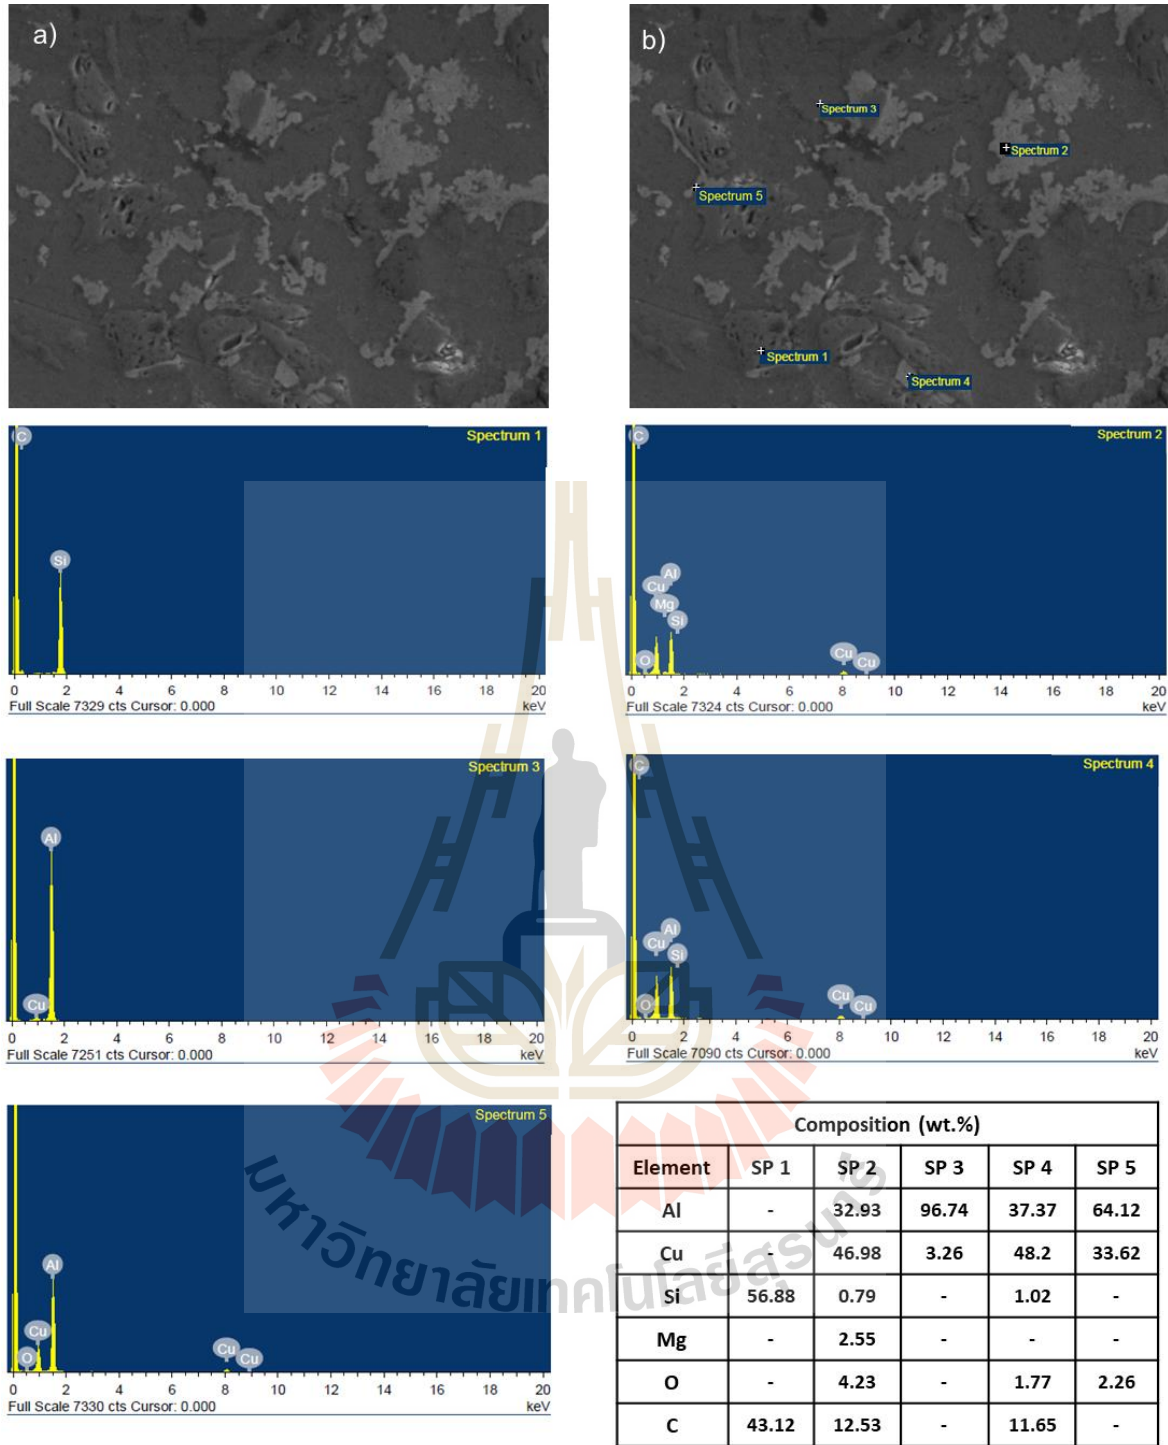 a)
b)
Spectrum 3
Spectrum 2
Spectrum 5
Spectrum 1
Spectrum 4
Spectrum 1
C
Si
0 2 4 6 8 10 12 14 16 18 20
Full Scale 7329 cts Cursor: 0.000 keV
Spectrum 2
C
Al
Cu
Mg
Si
O
Cu
Cu
0 2 4 6 8 10 12 14 16 18 20
Full Scale 7324 cts Cursor: 0.000 keV
Spectrum 3
Al
Cu
0 2 4 6 8 10 12 14 16 18 20
Full Scale 7251 cts Cursor: 0.000 keV
Spectrum 4
C
Al
Cu
Si
O
Cu
Cu
0 2 4 6 8 10 12 14 16 18 20
Full Scale 7090 cts Cursor: 0.000 keV
Spectrum 5
Al
Cu
O
Cu
Cu
0 2 4 6 8 10 12 14 16 18 20
Full Scale 7330 cts Cursor: 0.000 keV
Composition (wt.%)
Element SP 1 SP 2 SP 3 SP 4 SP 5
Al - 32.93 96.74 37.37 64.12
Cu - 46.98 3.26 48.2 33.62
Si 56.88 0.79 - 1.02 -
Mg - 2.55 - - -
O - 4.23 - 1.77 2.26
C 43.12 12.53 - 11.65 -
มหาวิทยาลัยเทคโนโลยีสุรนารี